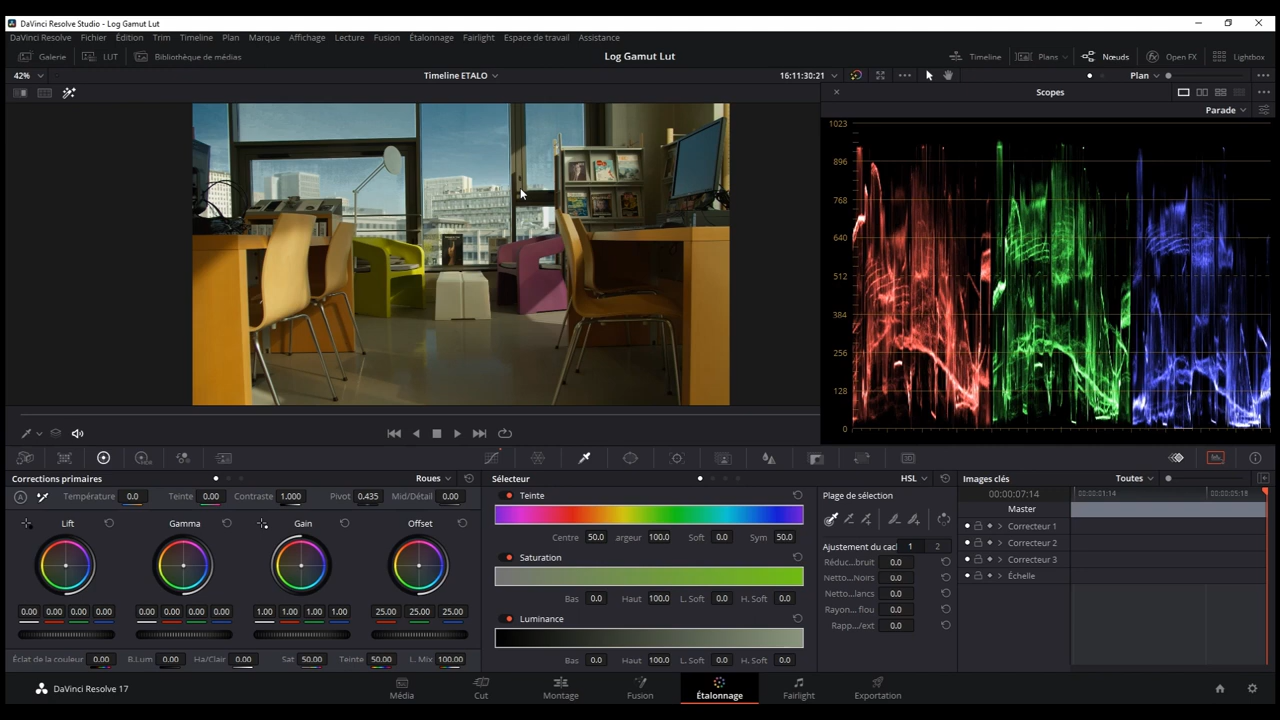 DaVinci Resolve Studio - Log Gamut Lut
DaVinci Resolve Fichier Édition Trim Timeline Plan Marque Affichage Lecture Fusion Étalonnage Fairlight Espace de travail Assistance
Galerie LUT Bibliothèque de médias Log Gamut Lut Timeline Plans Nœuds Open FX Lightbox
42% Timeline ETALO 16:11:30:21 Plan
Scopes
Parade
1023
896
768
640
512
384
256
128
0
Corrections primaires Roues Sélecteur HSL Images clés Toutes
Température 0.0 Teinte 0.00 Contraste 1.000 Pivot 0.435 Mid/Détail 0.00
Lift Gamma Gain Offset
0.00 0.00 0.00 0.00 0.00 0.00 0.00 0.00 1.00 1.00 1.00 1.00 25.00 25.00 25.00
Éclat de la couleur 0.00 B.Lum 0.00 Ha/Clair 0.00 Sat 50.00 Teinte 50.00 L. Mix 100.00
Teinte
Centre 50.0 argeur 100.0 Soft 0.0 Sym 50.0
Saturation
Bas 0.0 Haut 100.0 L. Soft 0.0 H. Soft 0.0
Luminance
Bas 0.0 Haut 100.0 L.Soft 0.0 H. Soft 0.0
Plage de sélection
Ajustement du cac 1 2
Réduc...bruit 0.0
Netto...Noirs 0.0
Netto...lancs 0.0
Rayon... flou 0.0
Rapp.../ext 0.0
00:00:07:14 00:00:01:14 00:00:05:18
Master
Correcteur 1
Correcteur 2
Correcteur 3
Échelle
DaVinci Resolve 17 Média Cut Montage Fusion Étalonnage Fairlight Exportation